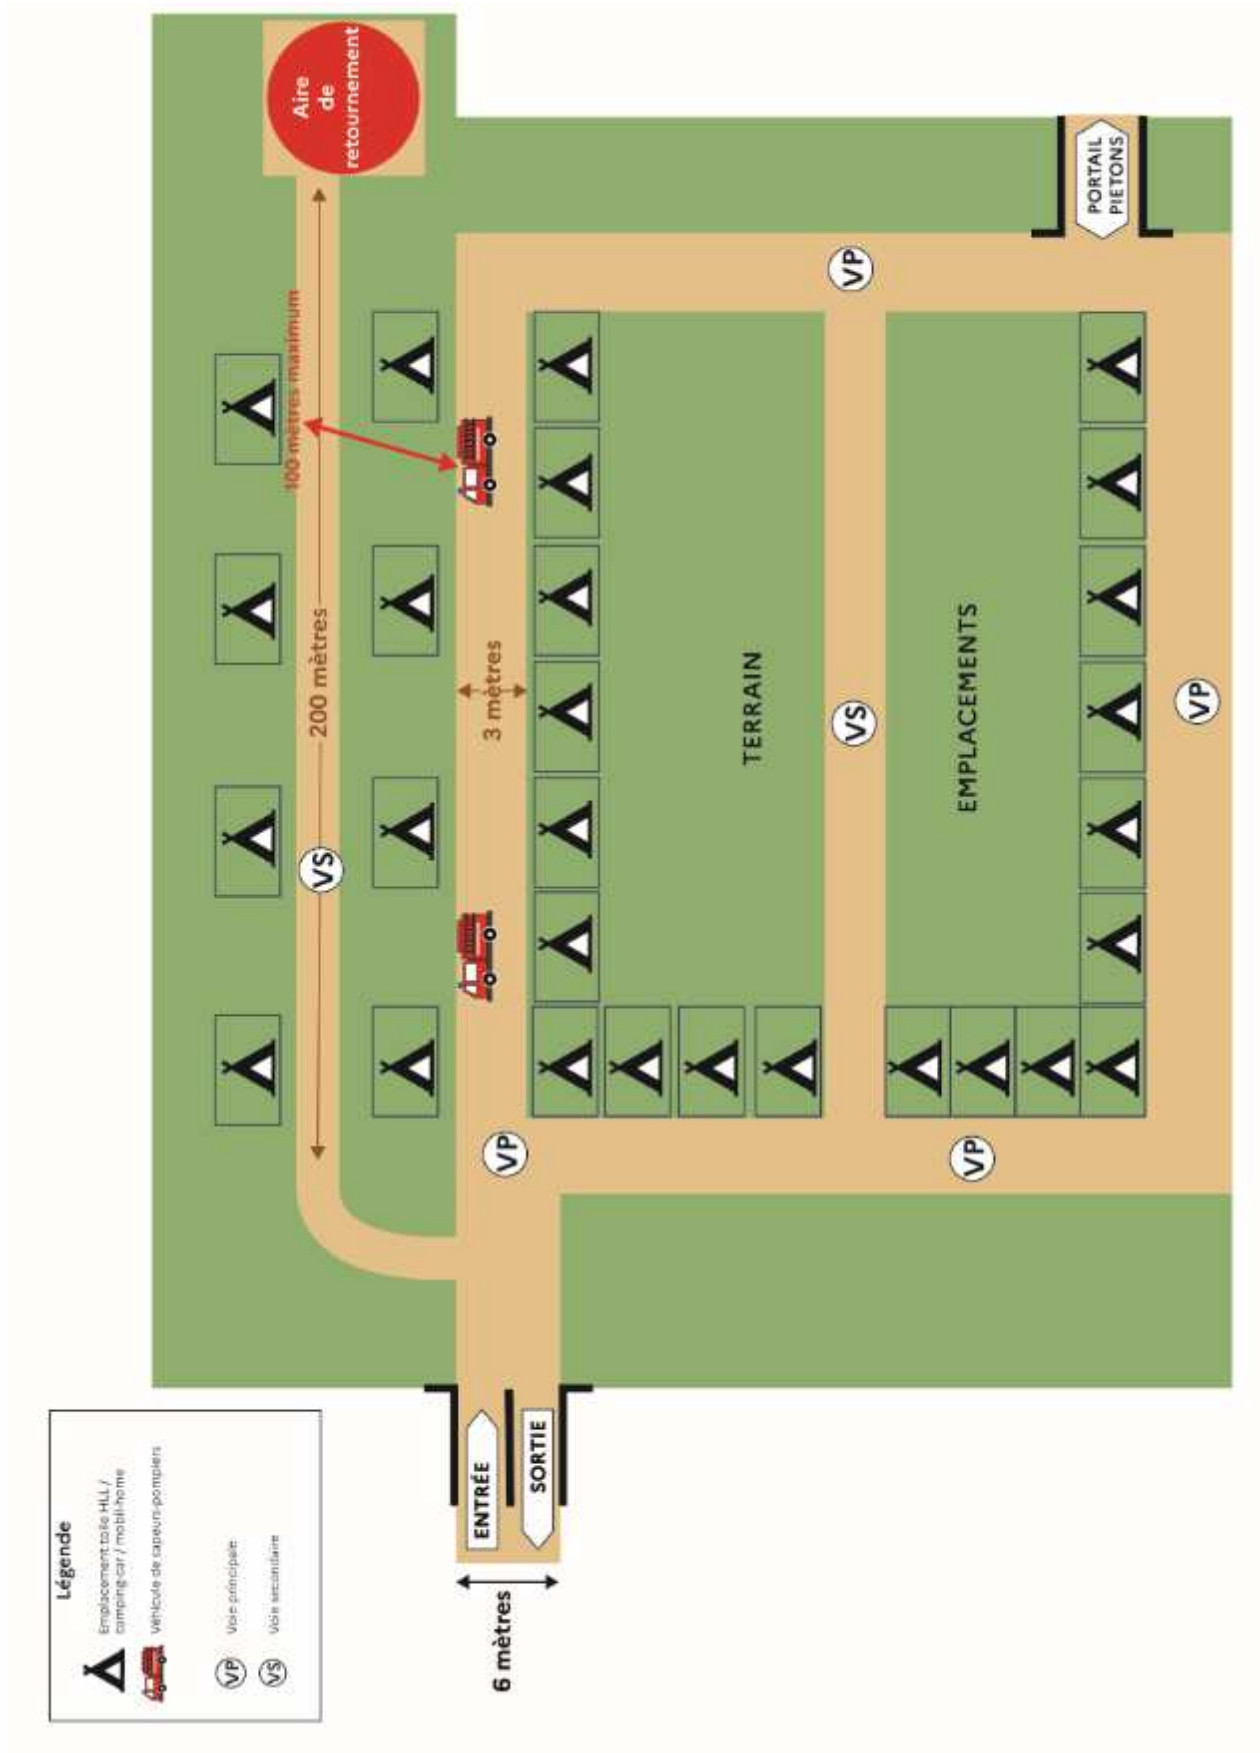 Légende
Emplacement toile HLL /
camping-car / mobil-home
Véhicule de sapeurs-pompiers
VP
Voie principale
VS
Voie secondaire
Aire
de
retournement
100 mètres maximum
200 mètres
VS
3 mètres
VP
TERRAIN
VS
EMPLACEMENTS
VP
VP
VP
PORTAIL
PIETONS
ENTRÉE
SORTIE
6 mètres